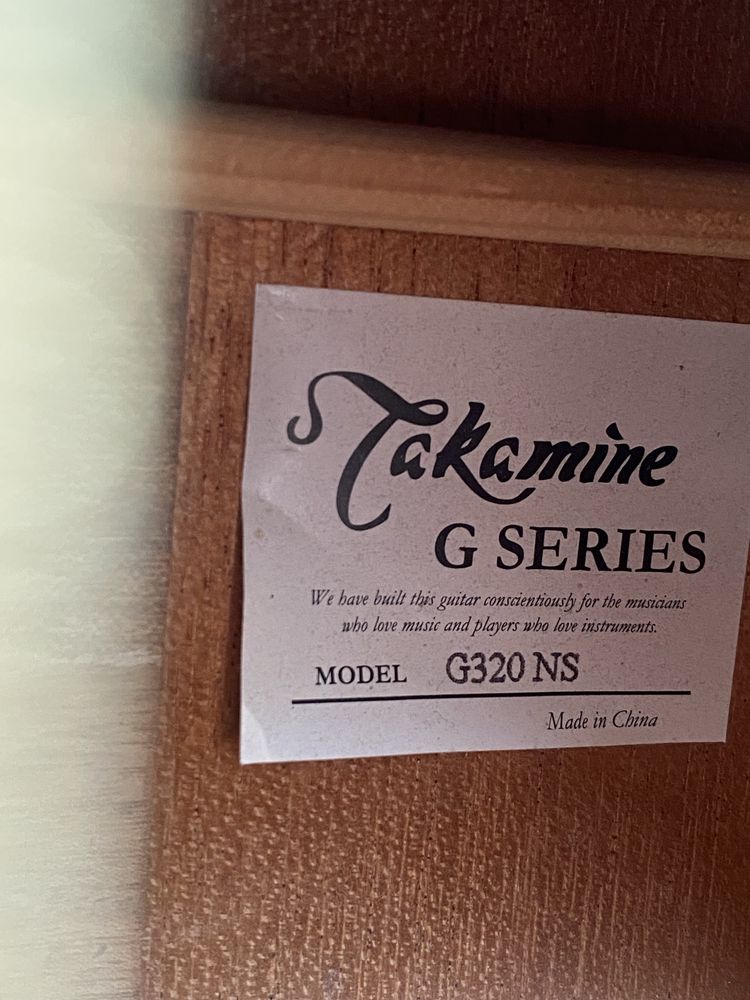 Takamine
G SERIES
We have built this guitar conscientiously for the musicians
who love music and players who love instruments.
MODEL G320 NS
Made in China